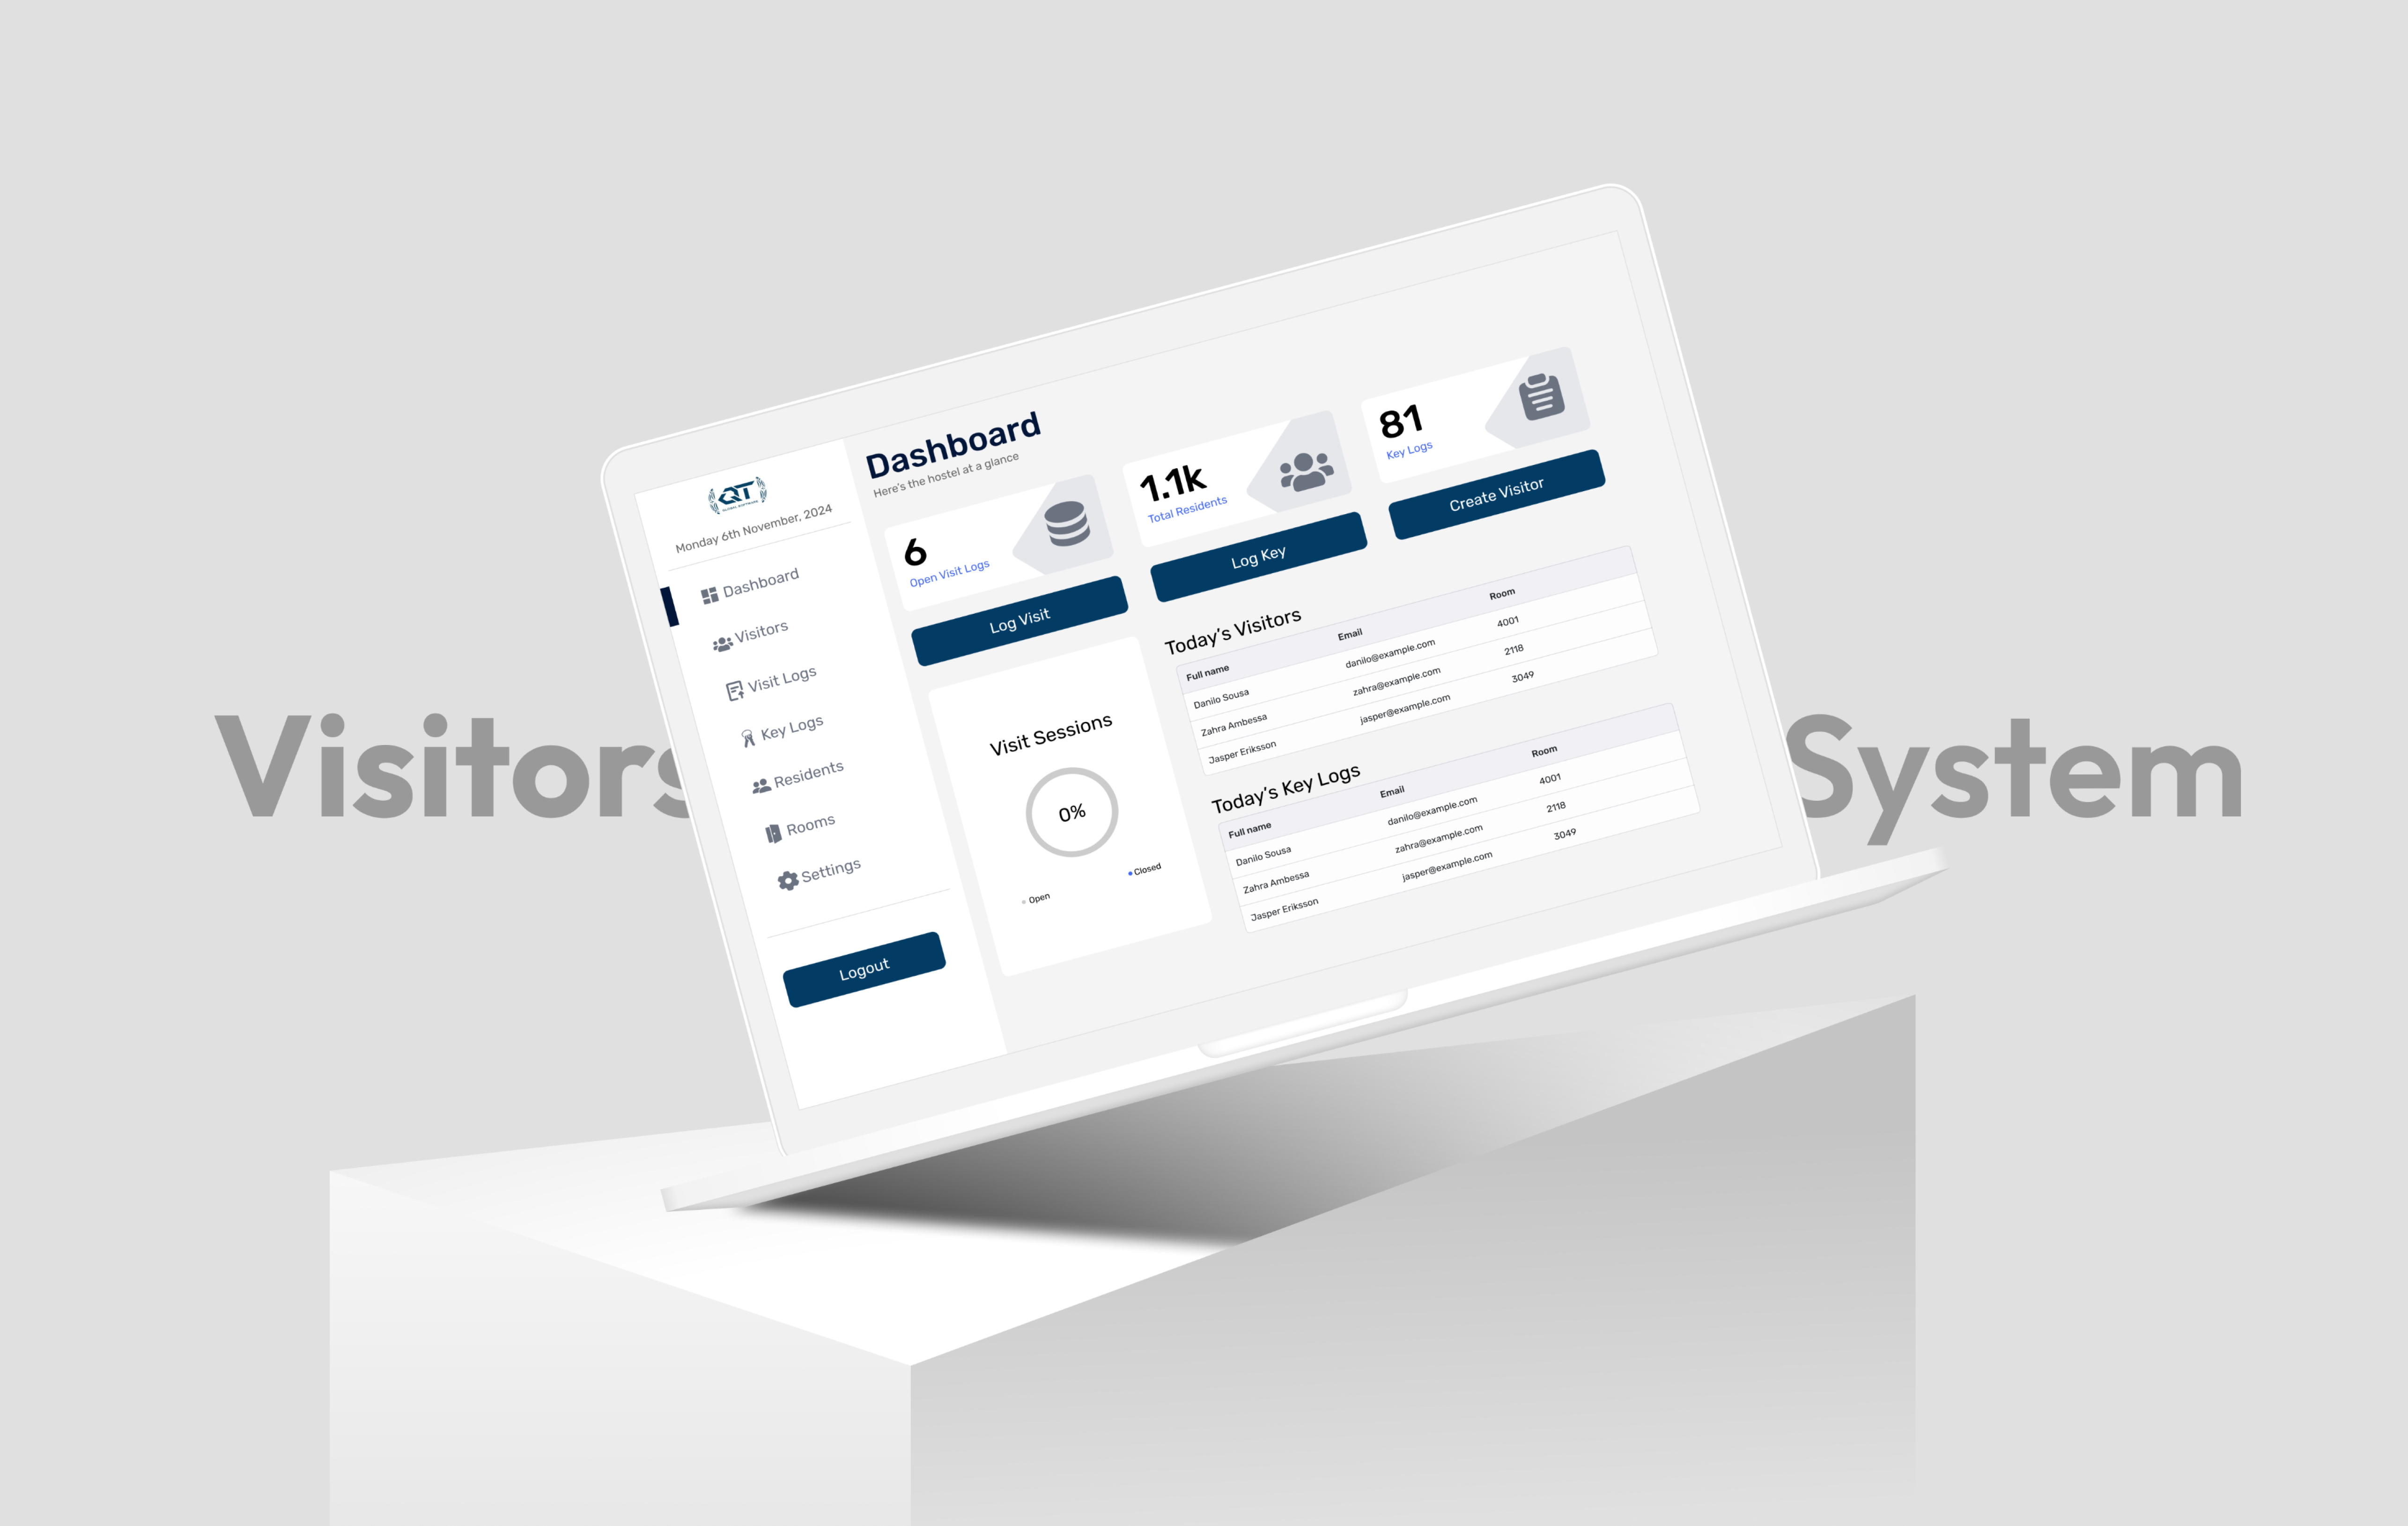 Visitors
System
QT
Monday 6th November, 2024
Dashboard
Visitors
Visit Logs
Key Logs
Residents
Rooms
Settings
Logout
Dashboard
Here's the hostel at a glance
6
Open Visit Logs
1.1k
Total Residents
81
Key Logs
Log Visit
Log Key
Create Visitor
Visit Sessions
0%
Open
Closed
Today's Visitors
Full name Email Room
Danilo Sousa danilo@example.com 4001
Zahra Ambessa zahra@example.com 2118
Jasper Eriksson jasper@example.com 3049
Today's Key Logs
Full name Email Room
Danilo Sousa danilo@example.com 4001
Zahra Ambessa zahra@example.com 2118
Jasper Eriksson jasper@example.com 3049